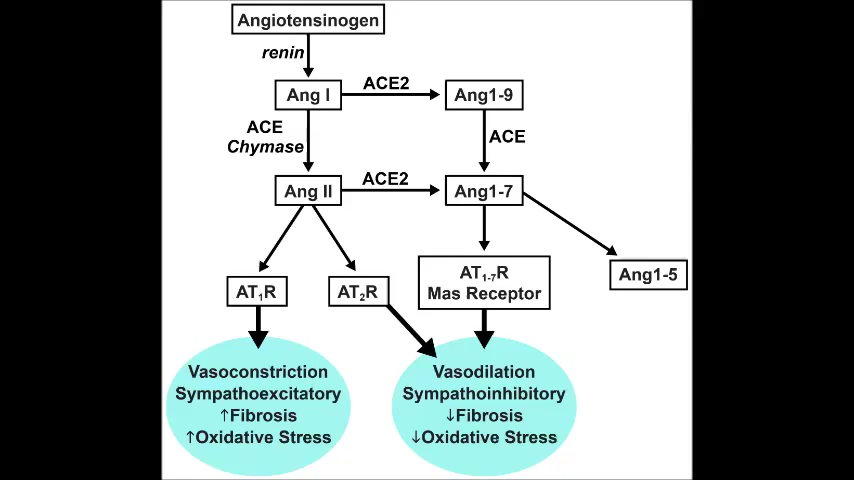 Angiotensinogen
renin
Ang I
ACE2
Ang1-9
ACE
Chymase
ACE
Ang II
ACE2
Ang1-7
AT₁R
AT₂R
AT₁₋₇R
Mas Receptor
Ang1-5
Vasoconstriction
Sympathoexcitatory
↑Fibrosis
↑Oxidative Stress
Vasodilation
Sympathoinhibitory
↓Fibrosis
↓Oxidative Stress